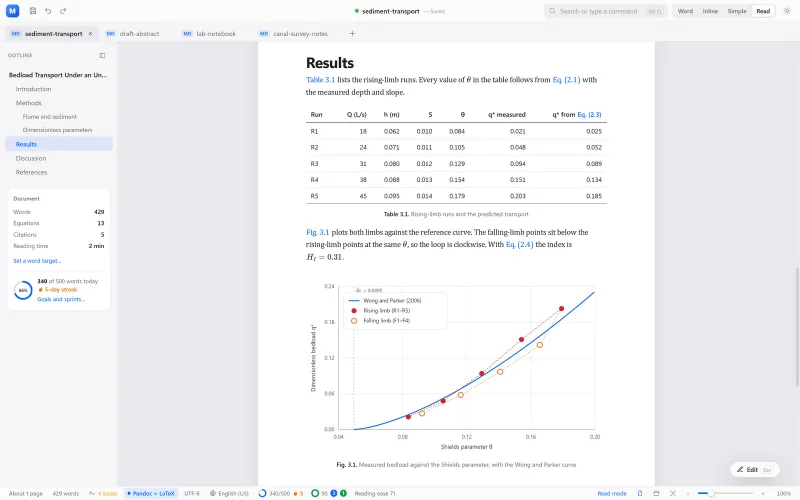 M
sediment-transport — Saved
Search or type a command
Word Inline Simple Read
MD sediment-transport ×
MD draft-abstract
MD lab-notebook
MD canal-survey-notes
+
OUTLINE
Bedload Transport Under an Un...
Introduction
Methods
Flume and sediment
Dimensionless parameters
Results
Discussion
References
Document
Words 429
Equations 13
Citations 5
Reading time 2 min
Set a word target...
68%
340 of 500 words today
5-day streak
Goals and sprints...
Results
Table 3.1 lists the rising-limb runs. Every value of θ in the table follows from Eq. (2.1) with
the measured depth and slope.
Run Q (L/s) h (m) S θ q* measured q* from Eq. (2.3)
R1 18 0.062 0.010 0.084 0.021 0.025
R2 24 0.071 0.011 0.105 0.048 0.052
R3 31 0.080 0.012 0.129 0.094 0.089
R4 38 0.088 0.013 0.154 0.151 0.134
R5 45 0.095 0.014 0.179 0.203 0.185
Table 3.1. Rising-limb runs and the predicted transport
Fig. 3.1 plots both limbs against the reference curve. The falling-limb points sit below the
rising-limb points at the same θ, so the loop is clockwise. With Eq. (2.4) the index is
0.24
θc = 0.0495
Wong and Parker (2006)
Rising limb (R1–R5)
Falling limb (F1–F4)
0.18
0.12
0.06
0.00
Dimensionless bedload q*
0.04 0.08 0.12 0.16 0.20
Shields parameter θ
Fig. 3.1. Measured bedload against the Shields parameter, with the Wong and Parker curve
Edit
About 1 page 429 words 6 issues Pandoc + LaTeX UTF-8 English (US) 340/500 5 95 2 1 Reading ease 71 Read mode - + 100%